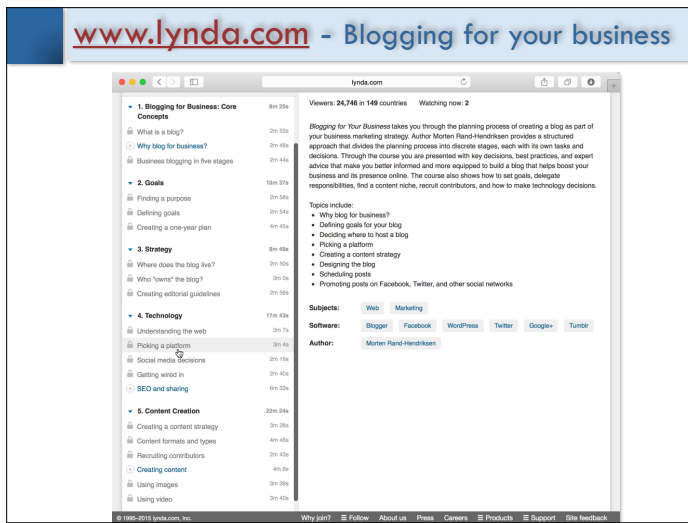 www.lynda.com - Blogging for your business
lynda.com
1. Blogging for Business: Core Concepts 8m 25s
What is a blog? 2m 53s
Why blog for business? 2m 48s
Business blogging in five stages 2m 44s
2. Goals 10m 37s
Finding a purpose 2m 58s
Defining goals 2m 54s
Creating a one-year plan 4m 45s
3. Strategy 8m 49s
Where does the blog live? 2m 50s
Who "owns" the blog? 3m 0s
Creating editorial guidelines 2m 59s
4. Technology 17m 43s
Understanding the web 3m 7s
Picking a platform 3m 4s
Social media decisions 2m 19s
Getting wired in 2m 40s
SEO and sharing 6m 33s
5. Content Creation 22m 24s
Creating a content strategy 3m 28s
Content formats and types 4m 48s
Recruiting contributors 2m 43s
Creating content 4m 8s
Using images 3m 39s
Using video 3m 40s
Viewers: 24,746 in 149 countries Watching now: 2
Blogging for Your Business takes you through the planning process of creating a blog as part of
your business marketing strategy. Author Morten Rand-Hendriksen provides a structured
approach that divides the planning process into discrete stages, each with its own tasks and
decisions. Through the course you are presented with key decisions, best practices, and expert
advice that make you better informed and more equipped to build a blog that helps boost your
business and its presence online. The course also shows how to set goals, delegate
responsibilities, find a content niche, recruit contributors, and how to make technology decisions.
Topics include:
Why blog for business?
Defining goals for your blog
Deciding where to host a blog
Picking a platform
Creating a content strategy
Designing the blog
Scheduling posts
Promoting posts on Facebook, Twitter, and other social networks
Subjects: Web Marketing
Software: Blogger Facebook WordPress Twitter Google+ Tumblr
Author: Morten Rand-Hendriksen
© 1995–2015 lynda.com, Inc. Why join? Follow About us Press Careers Products Support Site feedback